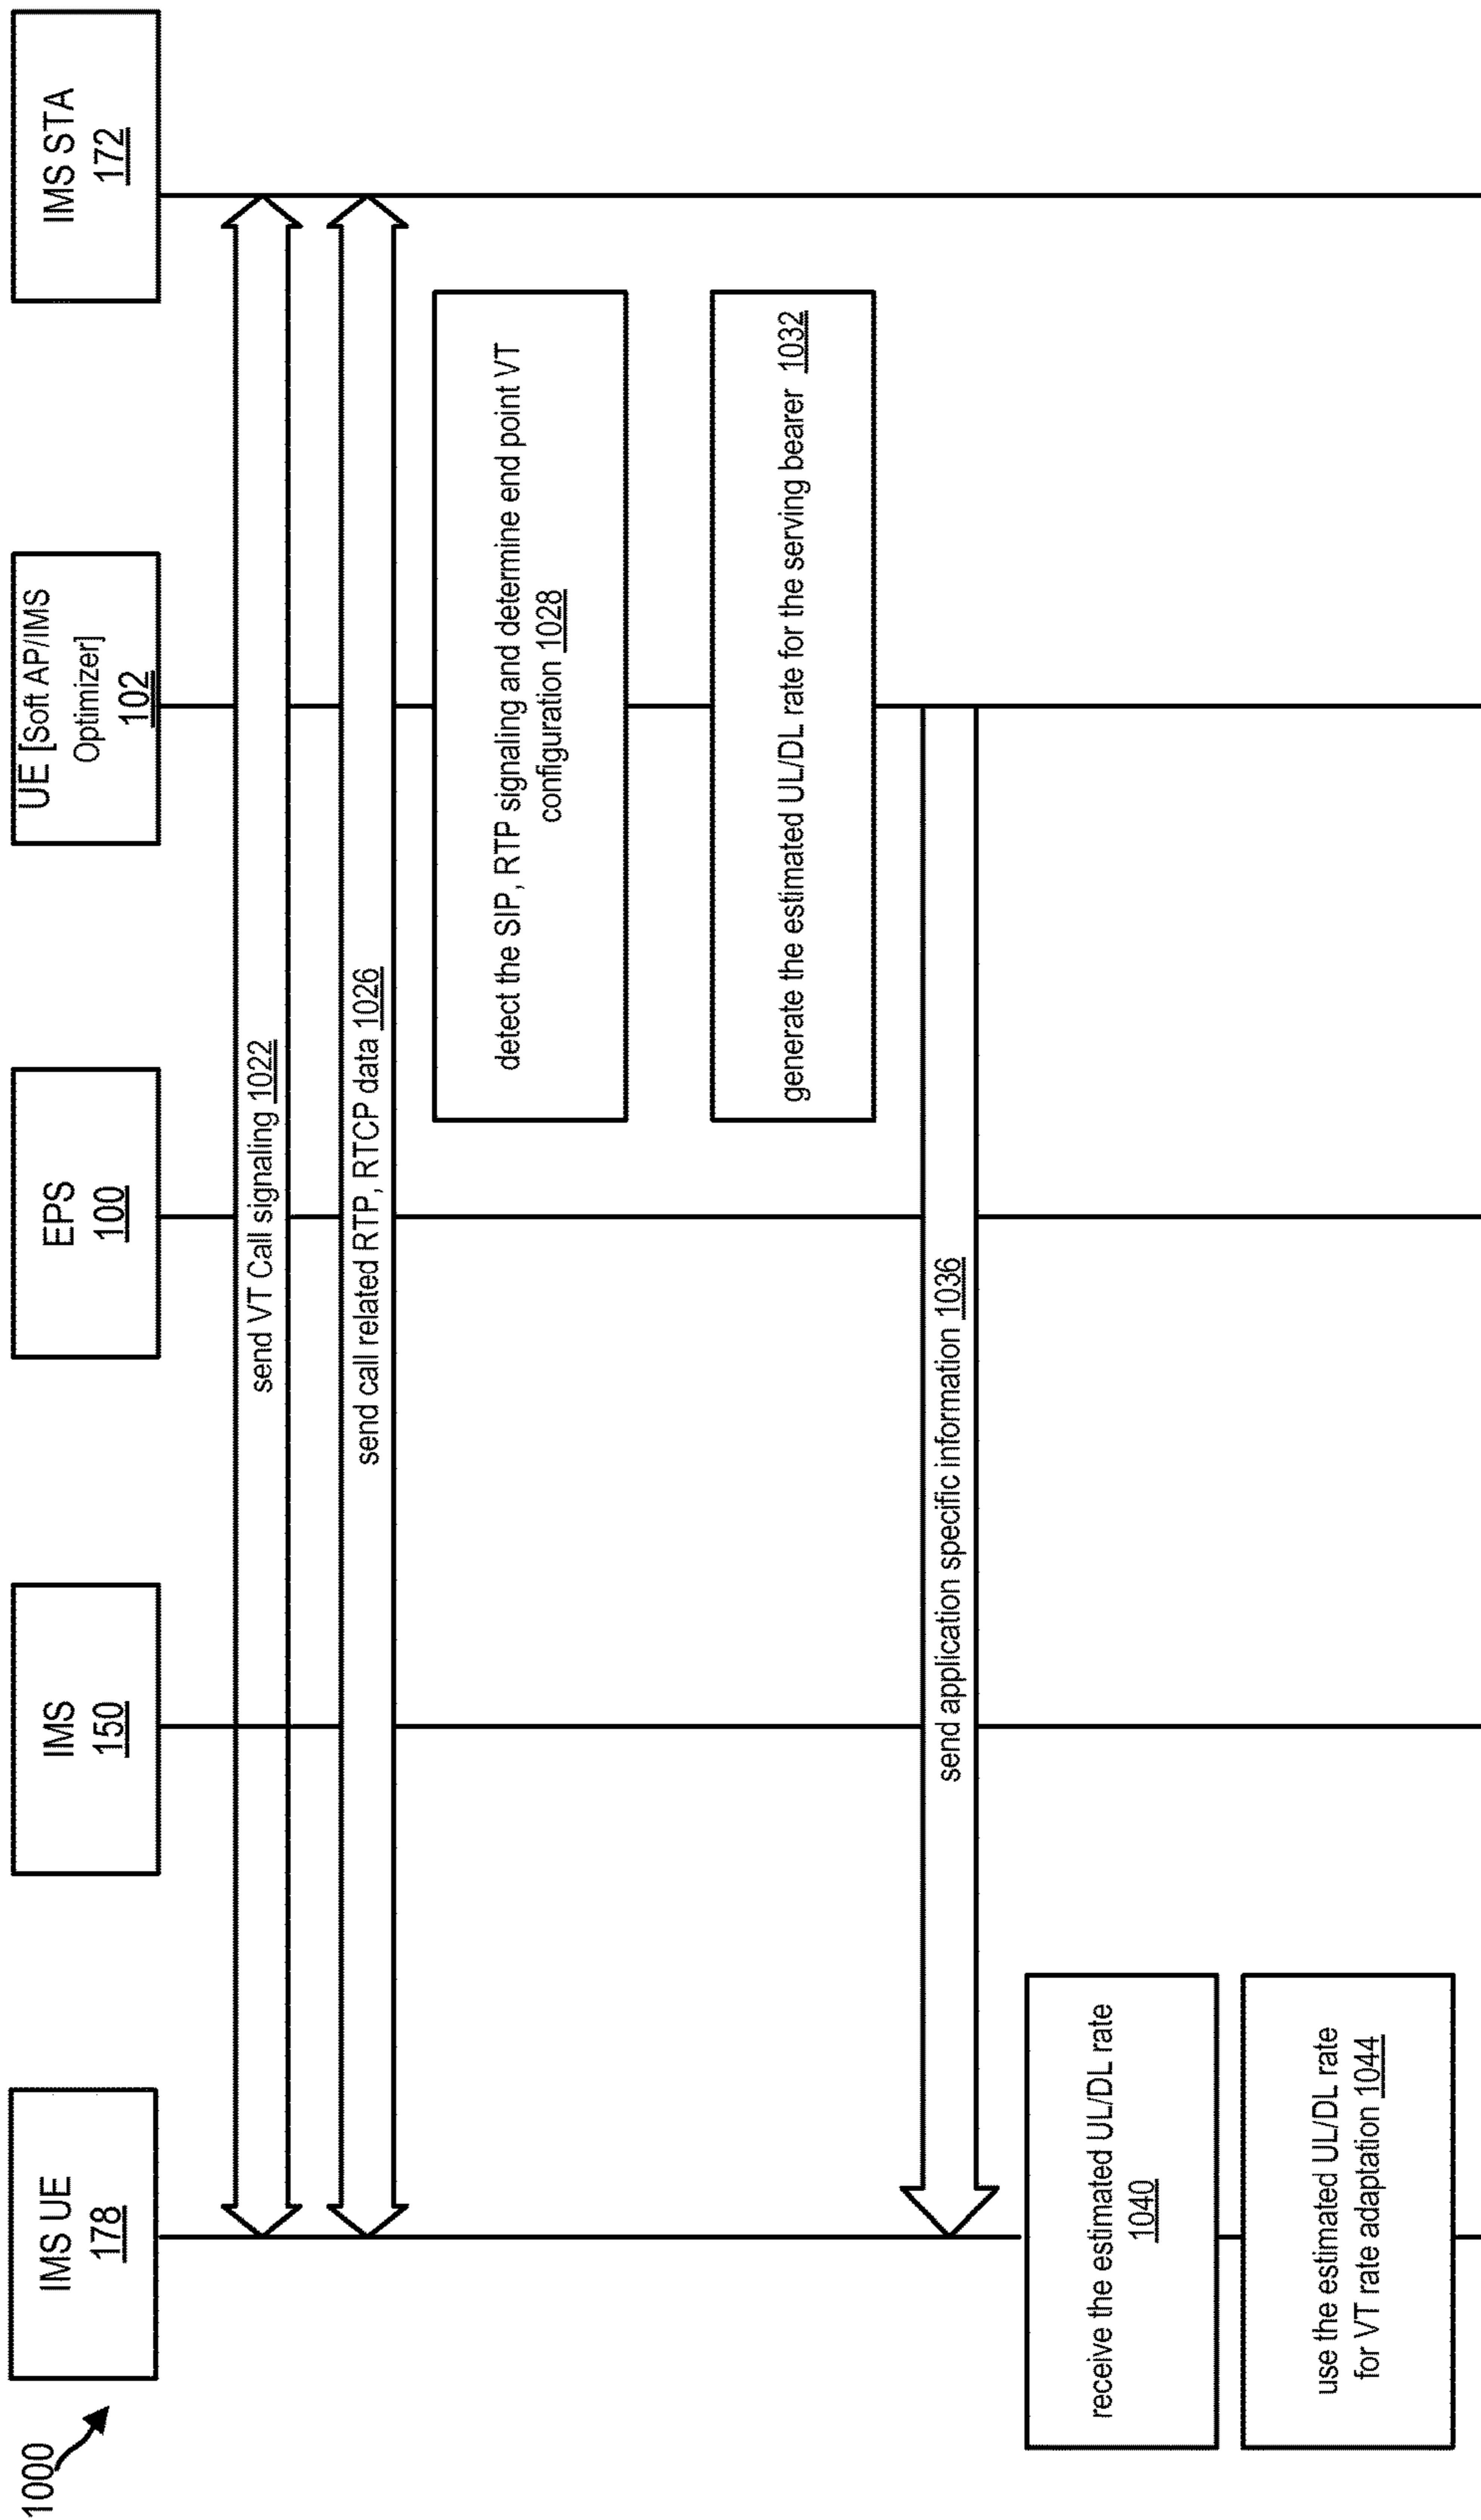 1000
IMS UE
178
IMS
150
EPS
100
UE [Soft AP/IMS
Optimizer]
102
IMS STA
172
send VT Call signaling 1022
send call related RTP, RTCP data 1026
detect the SIP, RTP signaling and determine end point VT
configuration 1028
generate the estimated UL/DL rate for the serving bearer 1032
send application specific information 1036
receive the estimated UL/DL rate
1040
use the estimated UL/DL rate
for VT rate adaptation 1044